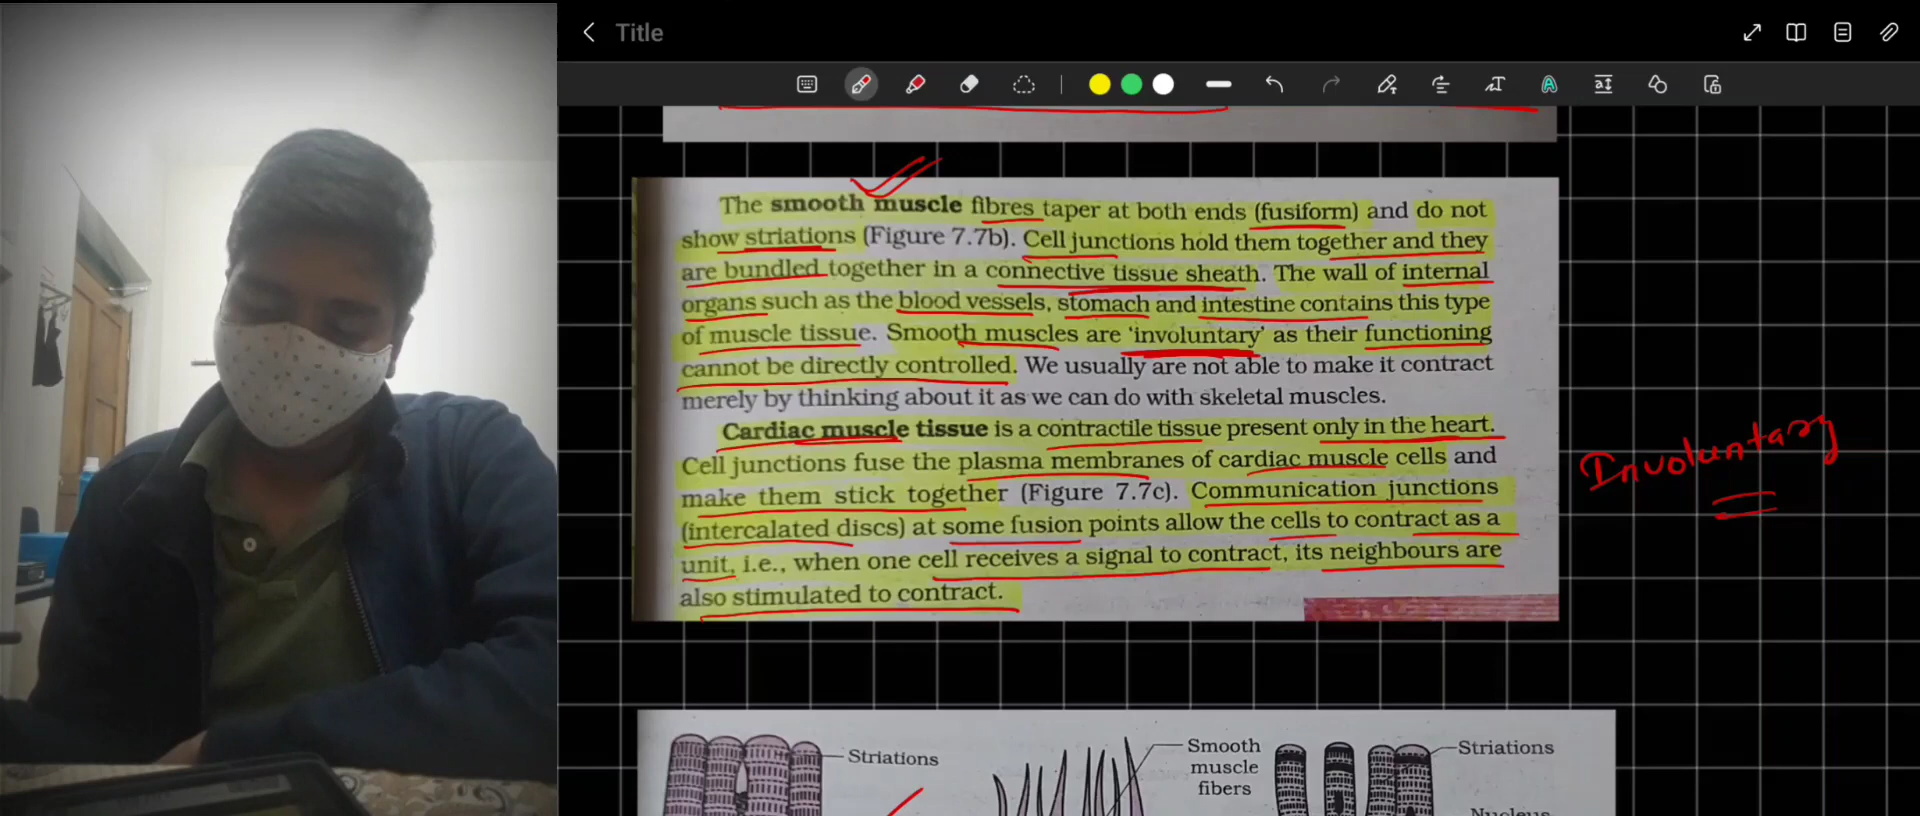 Title
The smooth muscle fibres taper at both ends (fusiform) and do not
show striations (Figure 7.7b). Cell junctions hold them together and they
are bundled together in a connective tissue sheath. The wall of internal
organs such as the blood vessels, stomach and intestine contains this type
of muscle tissue. Smooth muscles are ‘involuntary’ as their functioning
cannot be directly controlled. We usually are not able to make it contract
merely by thinking about it as we can do with skeletal muscles.
Cardiac muscle tissue is a contractile tissue present only in the heart.
Cell junctions fuse the plasma membranes of cardiac muscle cells and
make them stick together (Figure 7.7c). Communication junctions
(intercalated discs) at some fusion points allow the cells to contract as a
unit, i.e., when one cell receives a signal to contract, its neighbours are
also stimulated to contract.
Involuntary
Striations
Smooth
muscle
fibers
Striations
Nucleus